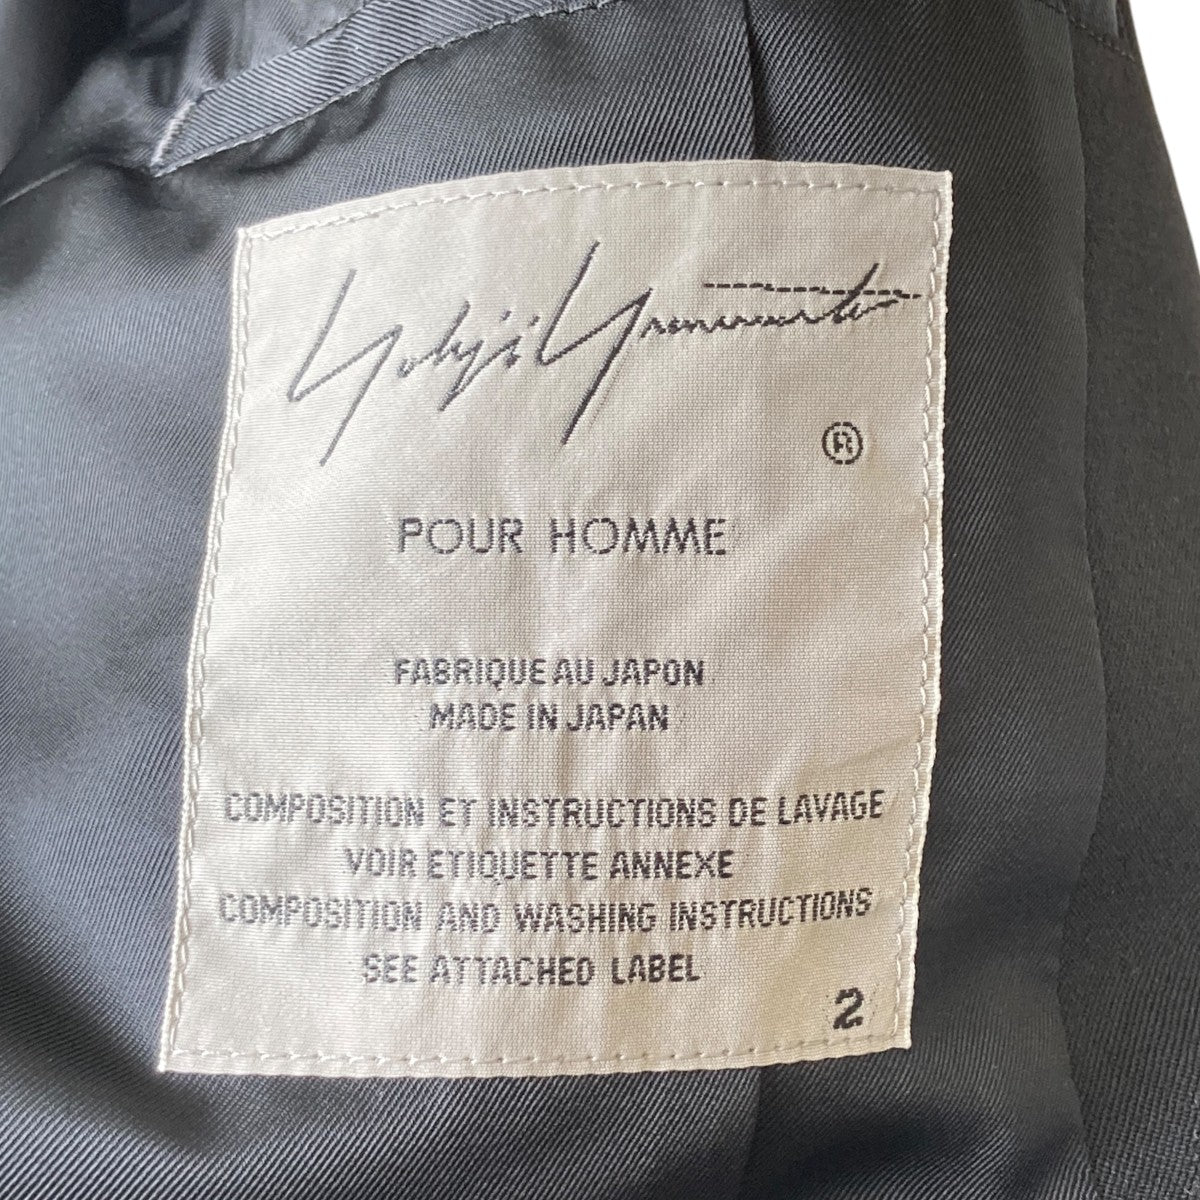 Yohji Yamamoto
®
POUR HOMME
FABRIQUE AU JAPON
MADE IN JAPAN
COMPOSITION ET INSTRUCTIONS DE LAVAGE
VOIR ETIQUETTE ANNEXE
COMPOSITION AND WASHING INSTRUCTIONS
SEE ATTACHED LABEL
2